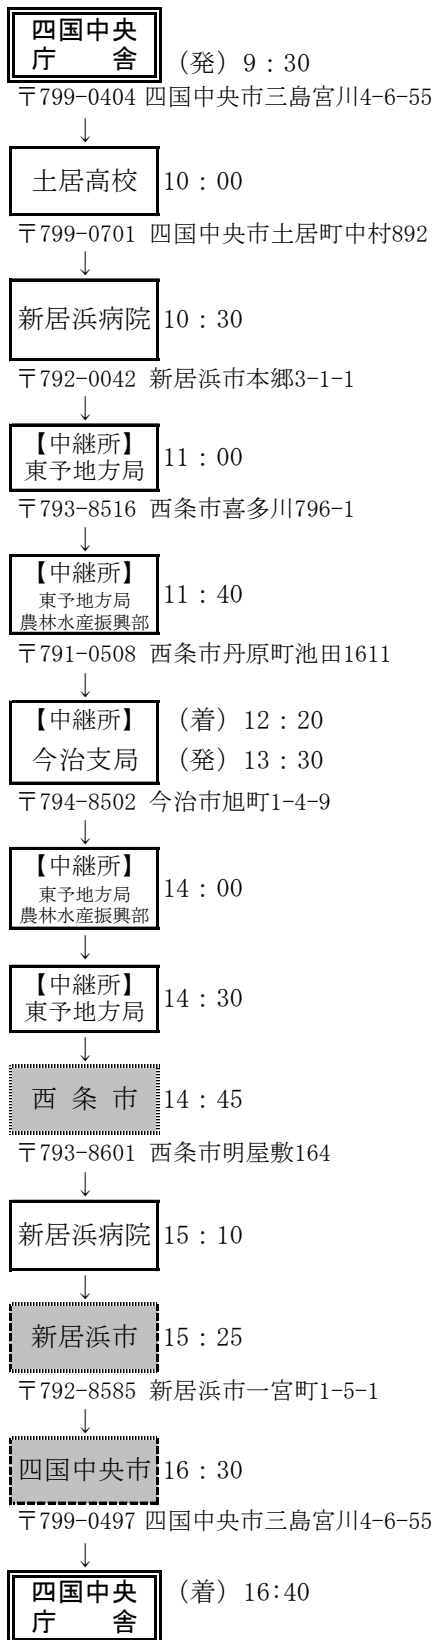 四国中央
庁　　舎 （発）9：30
〒799-0404 四国中央市三島宮川4-6-55
↓
土居高校 10：00
〒799-0701 四国中央市土居町中村892
↓
新居浜病院 10：30
〒792-0042 新居浜市本郷3-1-1
↓
【中継所】
東予地方局 11：00
〒793-8516 西条市喜多川796-1
↓
【中継所】
東予地方局
農林水産振興部 11：40
〒791-0508 西条市丹原町池田1611
↓
【中継所】 （着）12：20
今治支局 （発）13：30
〒794-8502 今治市旭町1-4-9
↓
【中継所】
東予地方局
農林水産振興部 14：00
↓
【中継所】
東予地方局 14：30
↓
西 条 市 14：45
〒793-8601 西条市明屋敷164
↓
新居浜病院 15：10
↓
新居浜市 15：25
〒792-8585 新居浜市一宮町1-5-1
↓
四国中央市 16：30
〒799-0497 四国中央市三島宮川4-6-55
↓
四国中央 （着）16:40
庁　　舎